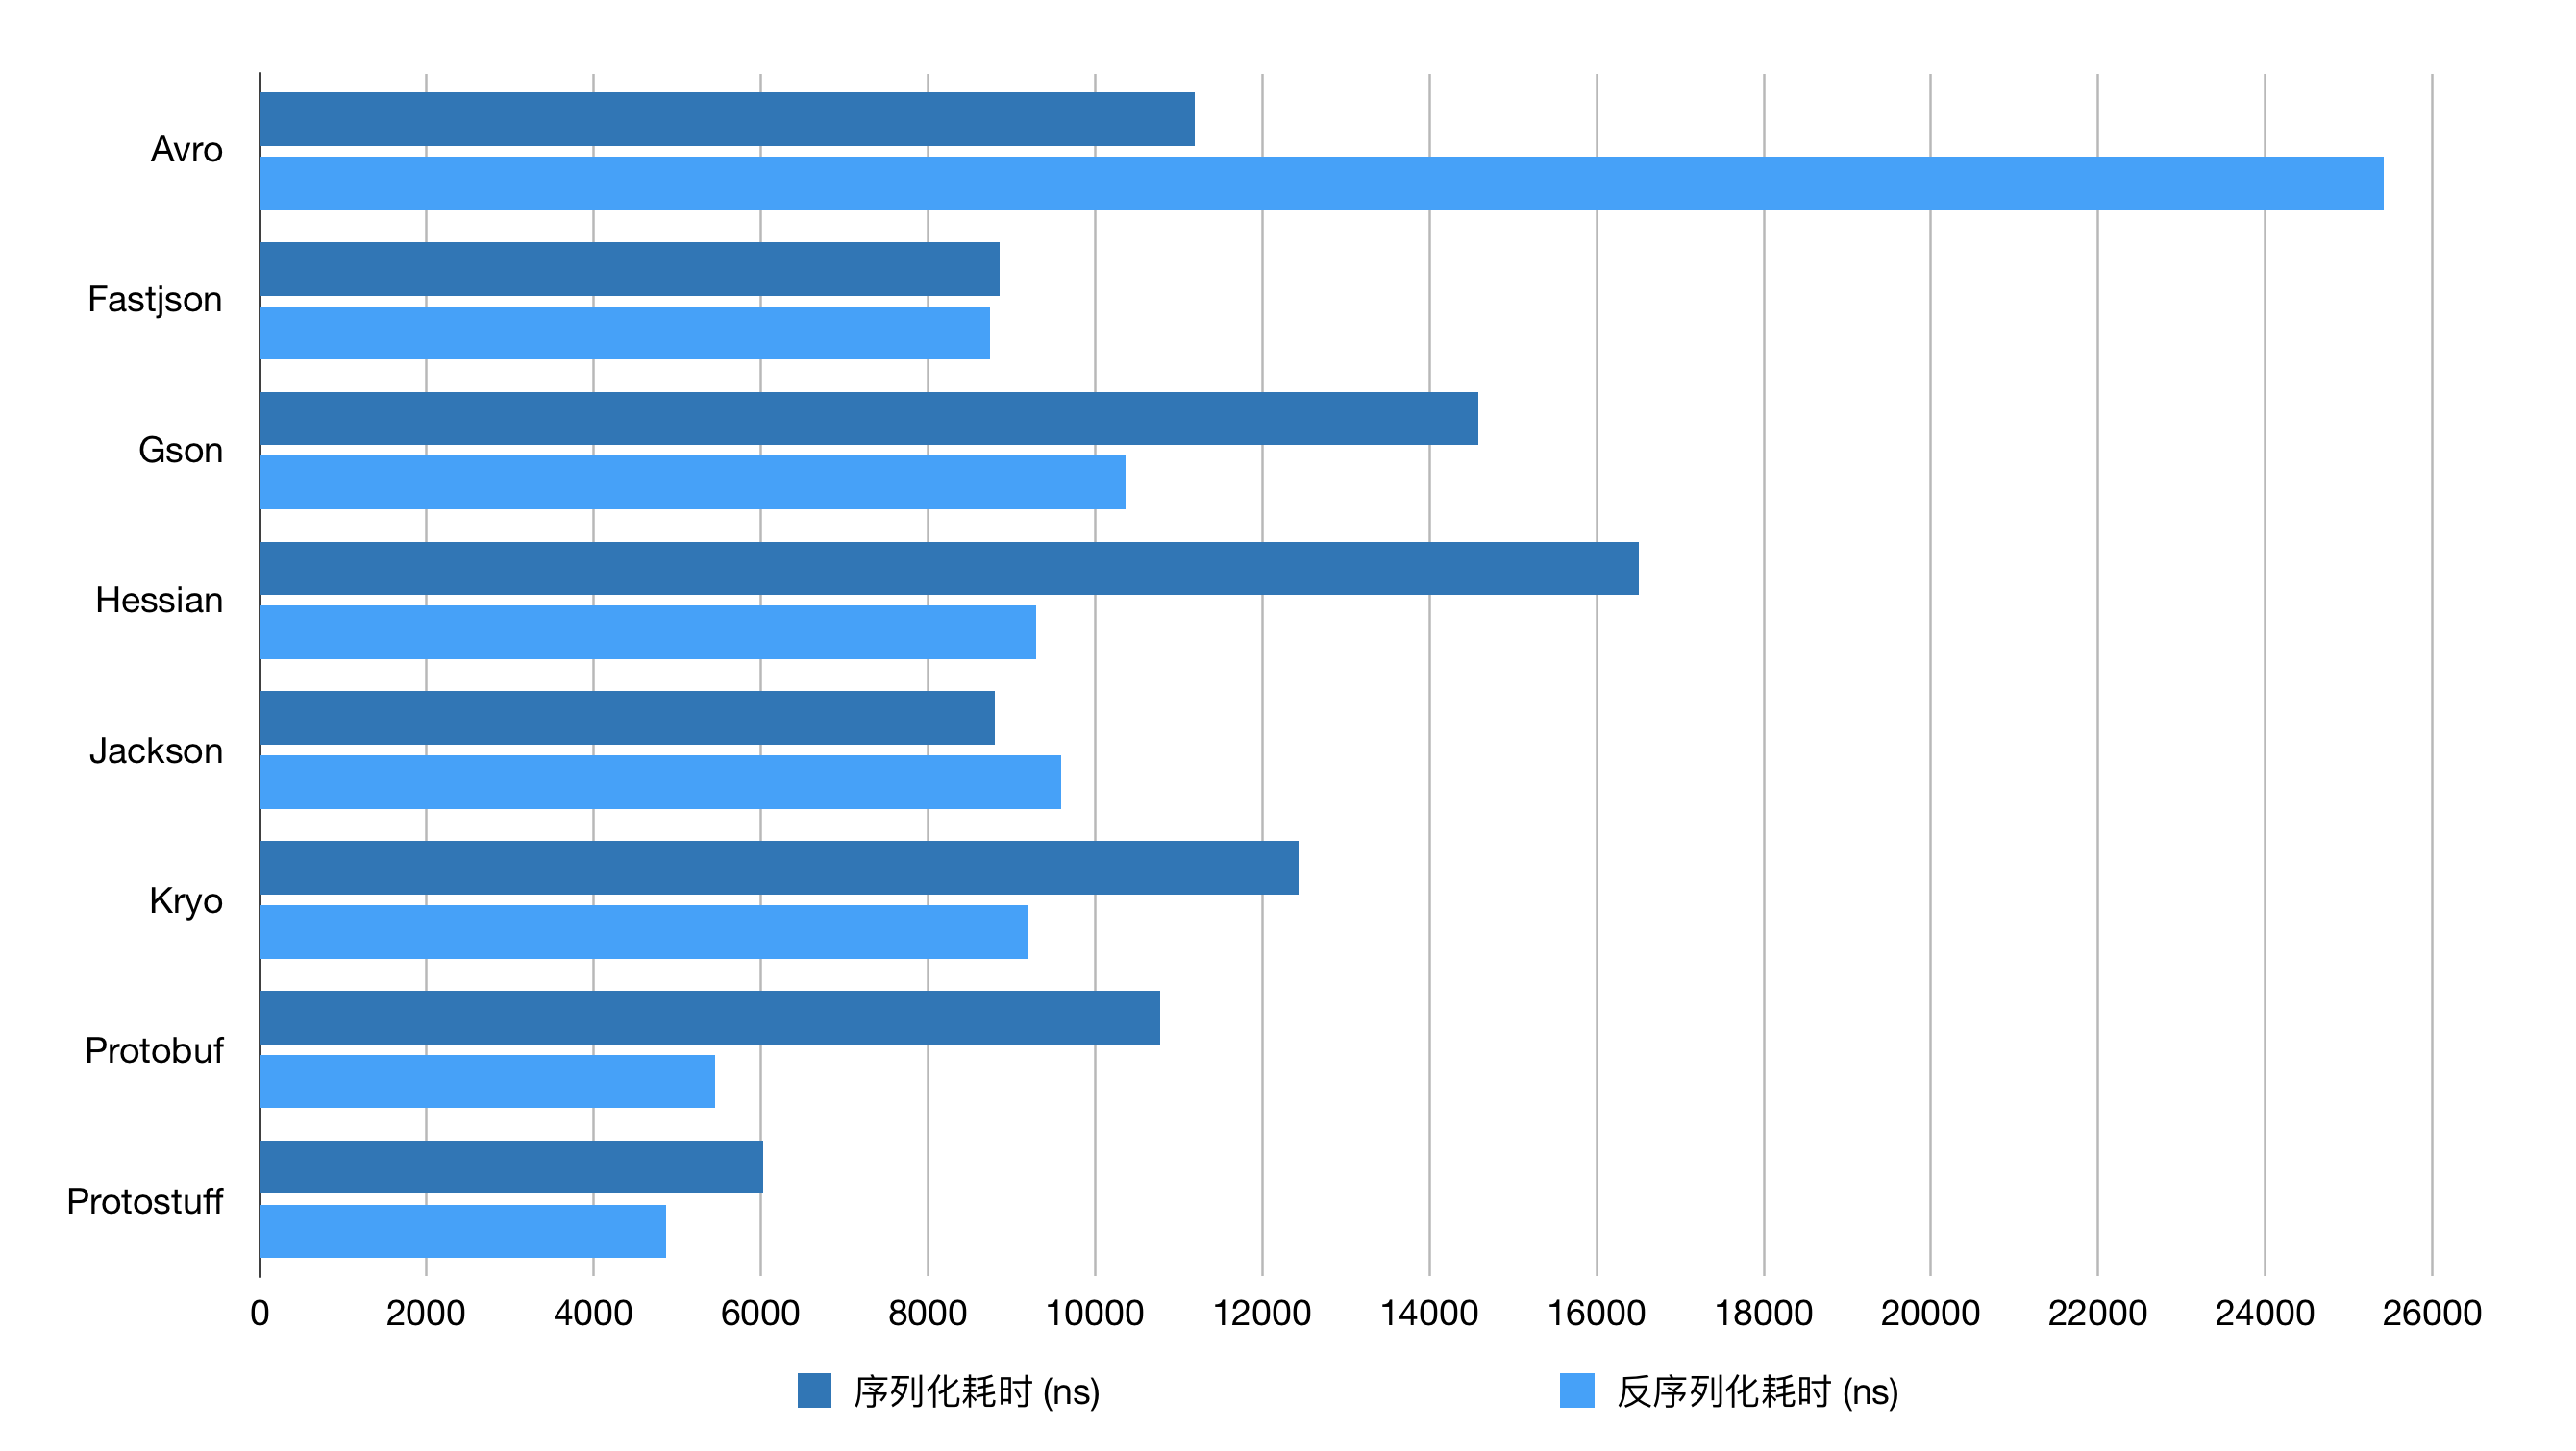 Avro
Fastjson
Gson
Hessian
Jackson
Kryo
Protobuf
Protostuff
0 2000 4000 6000 8000 10000 12000 14000 16000 18000 20000 22000 24000 26000
序列化耗时 (ns) 反序列化耗时 (ns)